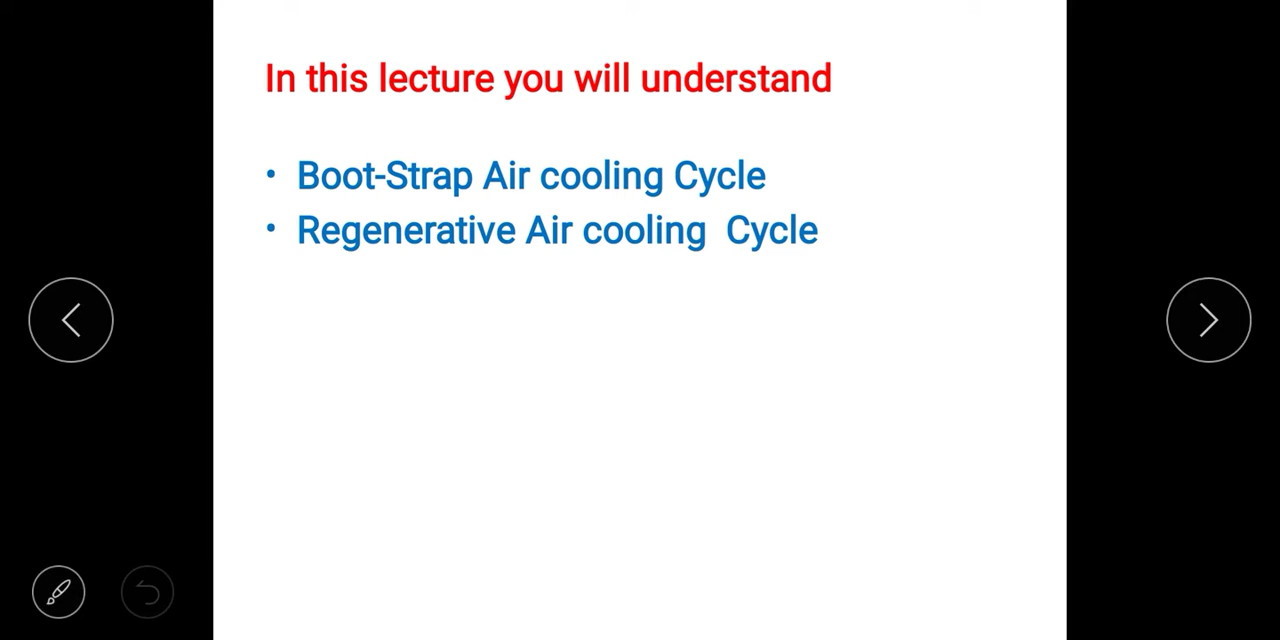 In this lecture you will understand
• Boot-Strap Air cooling Cycle
• Regenerative Air cooling  Cycle